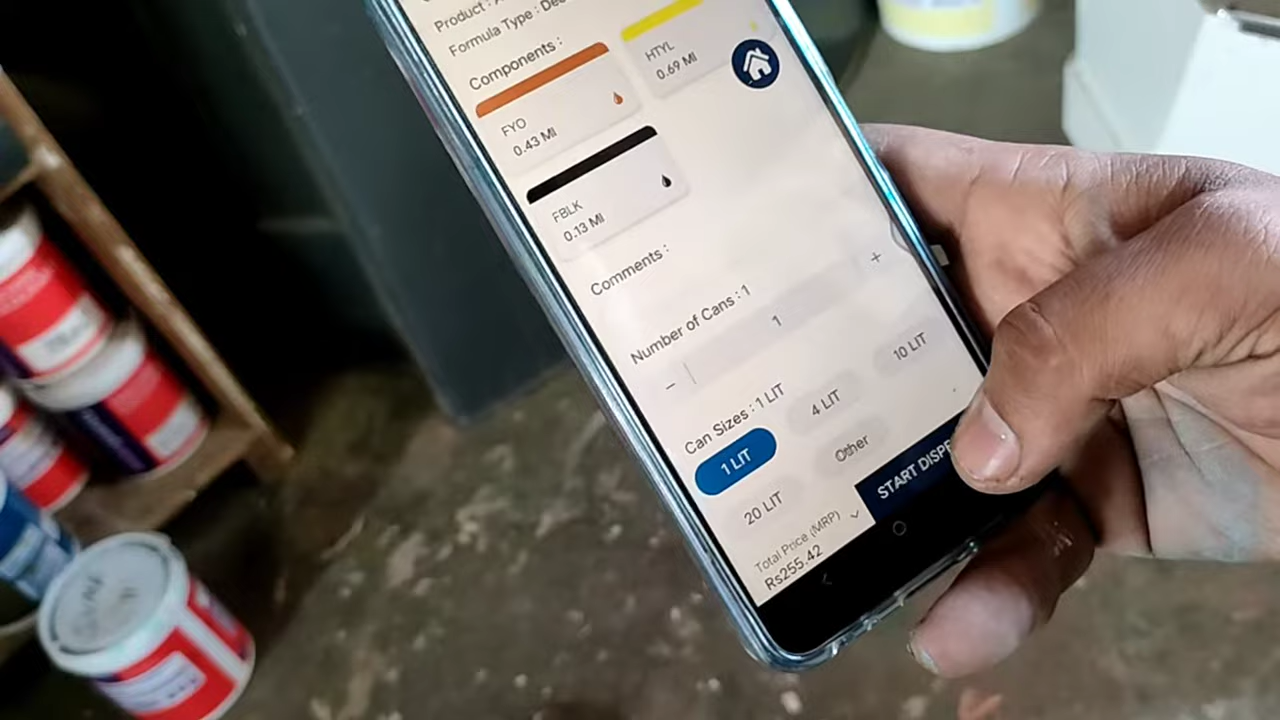 Product :
Formula Type :
Components :
FYO
0.43 Ml
HTYL
0.69 Ml
FBLK
0.13 Ml
Comments :
Number of Cans : 1
− 1 +
Can Sizes : 1 LIT
1 LIT
4 LIT
10 LIT
20 LIT
Other
Total Price (MRP)
Rs255.42
START